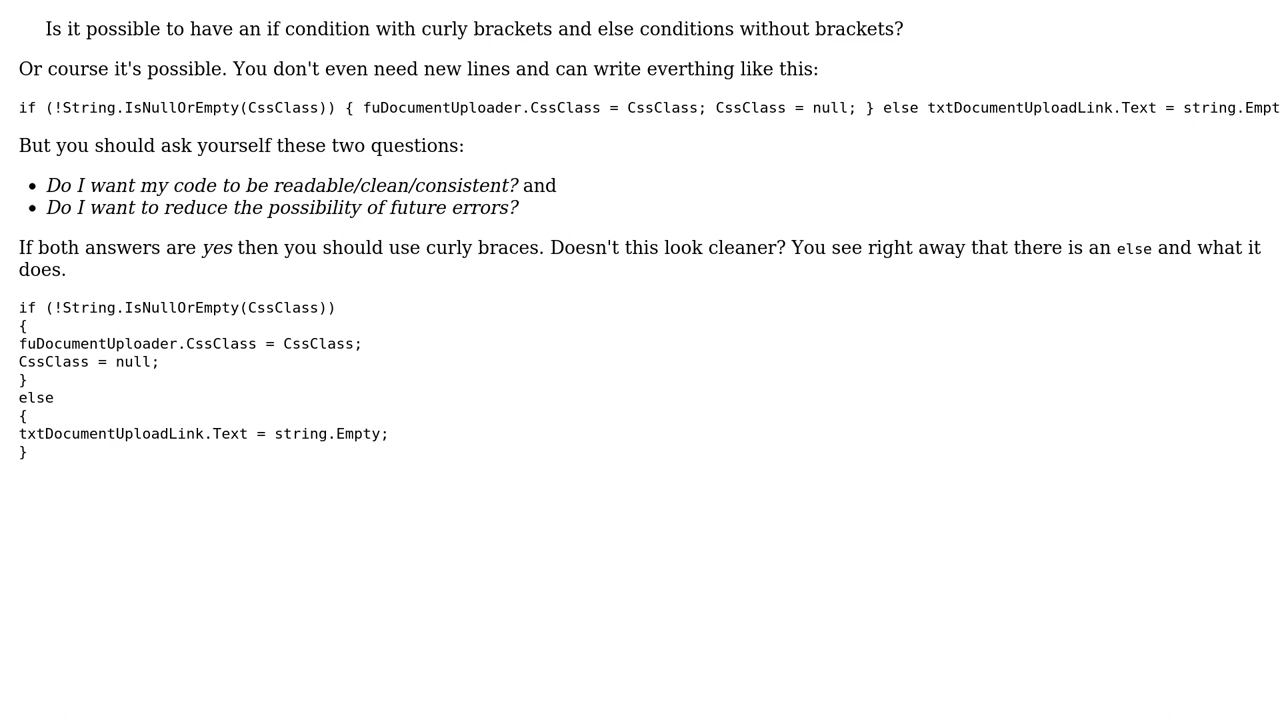 Is it possible to have an if condition with curly brackets and else conditions without brackets?
Or course it's possible. You don't even need new lines and can write everthing like this:
if (!String.IsNullOrEmpty(CssClass)) { fuDocumentUploader.CssClass = CssClass; CssClass = null; } else txtDocumentUploadLink.Text = string.Empt
But you should ask yourself these two questions:
• Do I want my code to be readable/clean/consistent? and
• Do I want to reduce the possibility of future errors?
If both answers are yes then you should use curly braces. Doesn't this look cleaner? You see right away that there is an else and what it
does.
if (!String.IsNullOrEmpty(CssClass))
{
fuDocumentUploader.CssClass = CssClass;
CssClass = null;
}
else
{
txtDocumentUploadLink.Text = string.Empty;
}